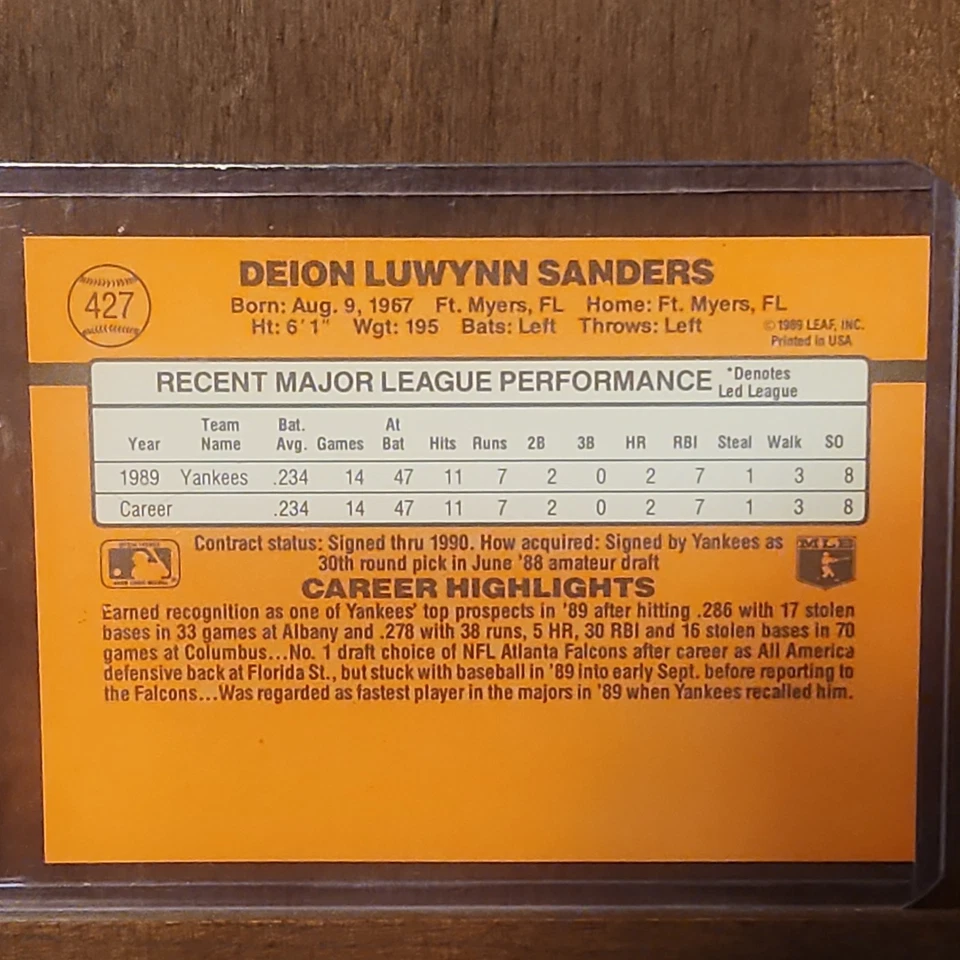 427
DEION LUWYNN SANDERS
Born: Aug. 9, 1967 Ft. Myers, FL Home: Ft. Myers, FL
Ht: 6'1" Wgt: 195 Bats: Left Throws: Left
© 1989 LEAF, INC.
Printed in USA
RECENT MAJOR LEAGUE PERFORMANCE
*Denotes
Led League
Year Team Name Bat. Avg. Games At Bat Hits Runs 2B 3B HR RBI Steal Walk SO
1989 Yankees .234 14 47 11 7 2 0 2 7 1 3 8
Career .234 14 47 11 7 2 0 2 7 1 3 8
Contract status: Signed thru 1990. How acquired: Signed by Yankees as
30th round pick in June '88 amateur draft
MLB
CAREER HIGHLIGHTS
Earned recognition as one of Yankees' top prospects in '89 after hitting .286 with 17 stolen
bases in 33 games at Albany and .278 with 38 runs, 5 HR, 30 RBI and 16 stolen bases in 70
games at Columbus...No. 1 draft choice of NFL Atlanta Falcons after career as All America
defensive back at Florida St., but stuck with baseball in '89 into early Sept. before reporting to
the Falcons...Was regarded as fastest player in the majors in '89 when Yankees recalled him.